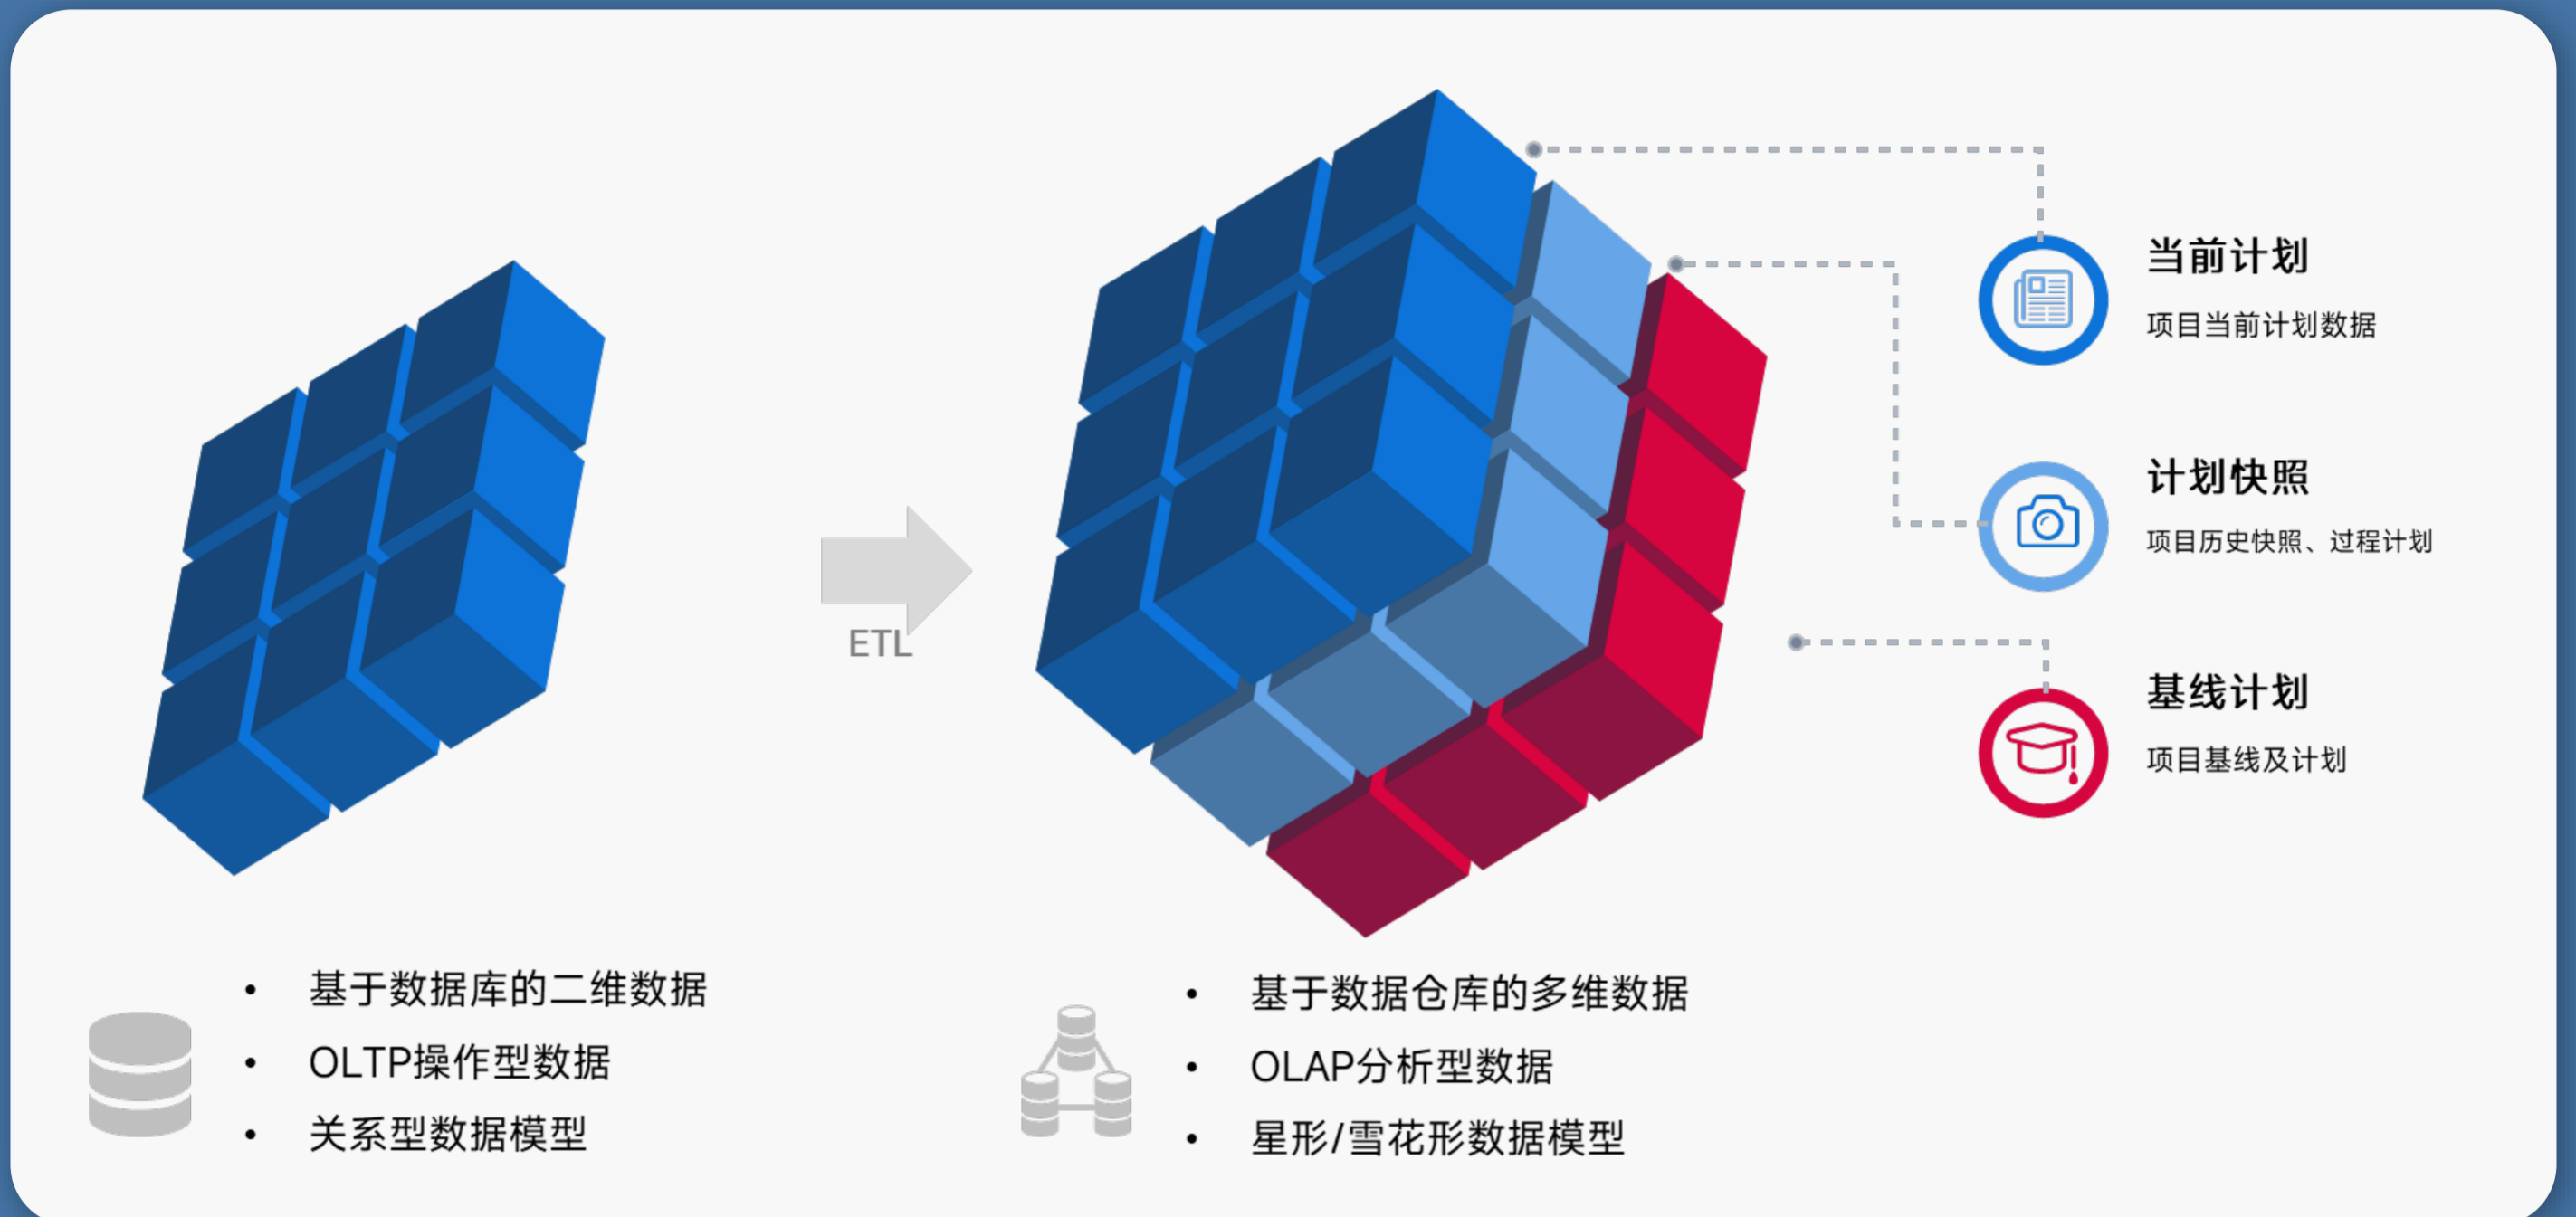 当前计划
项目当前计划数据
计划快照
项目历史快照、过程计划
ETL
基线计划
项目基线及计划
• 基于数据库的二维数据
• OLTP操作型数据
• 关系型数据模型
• 基于数据仓库的多维数据
• OLAP分析型数据
• 星形/雪花形数据模型